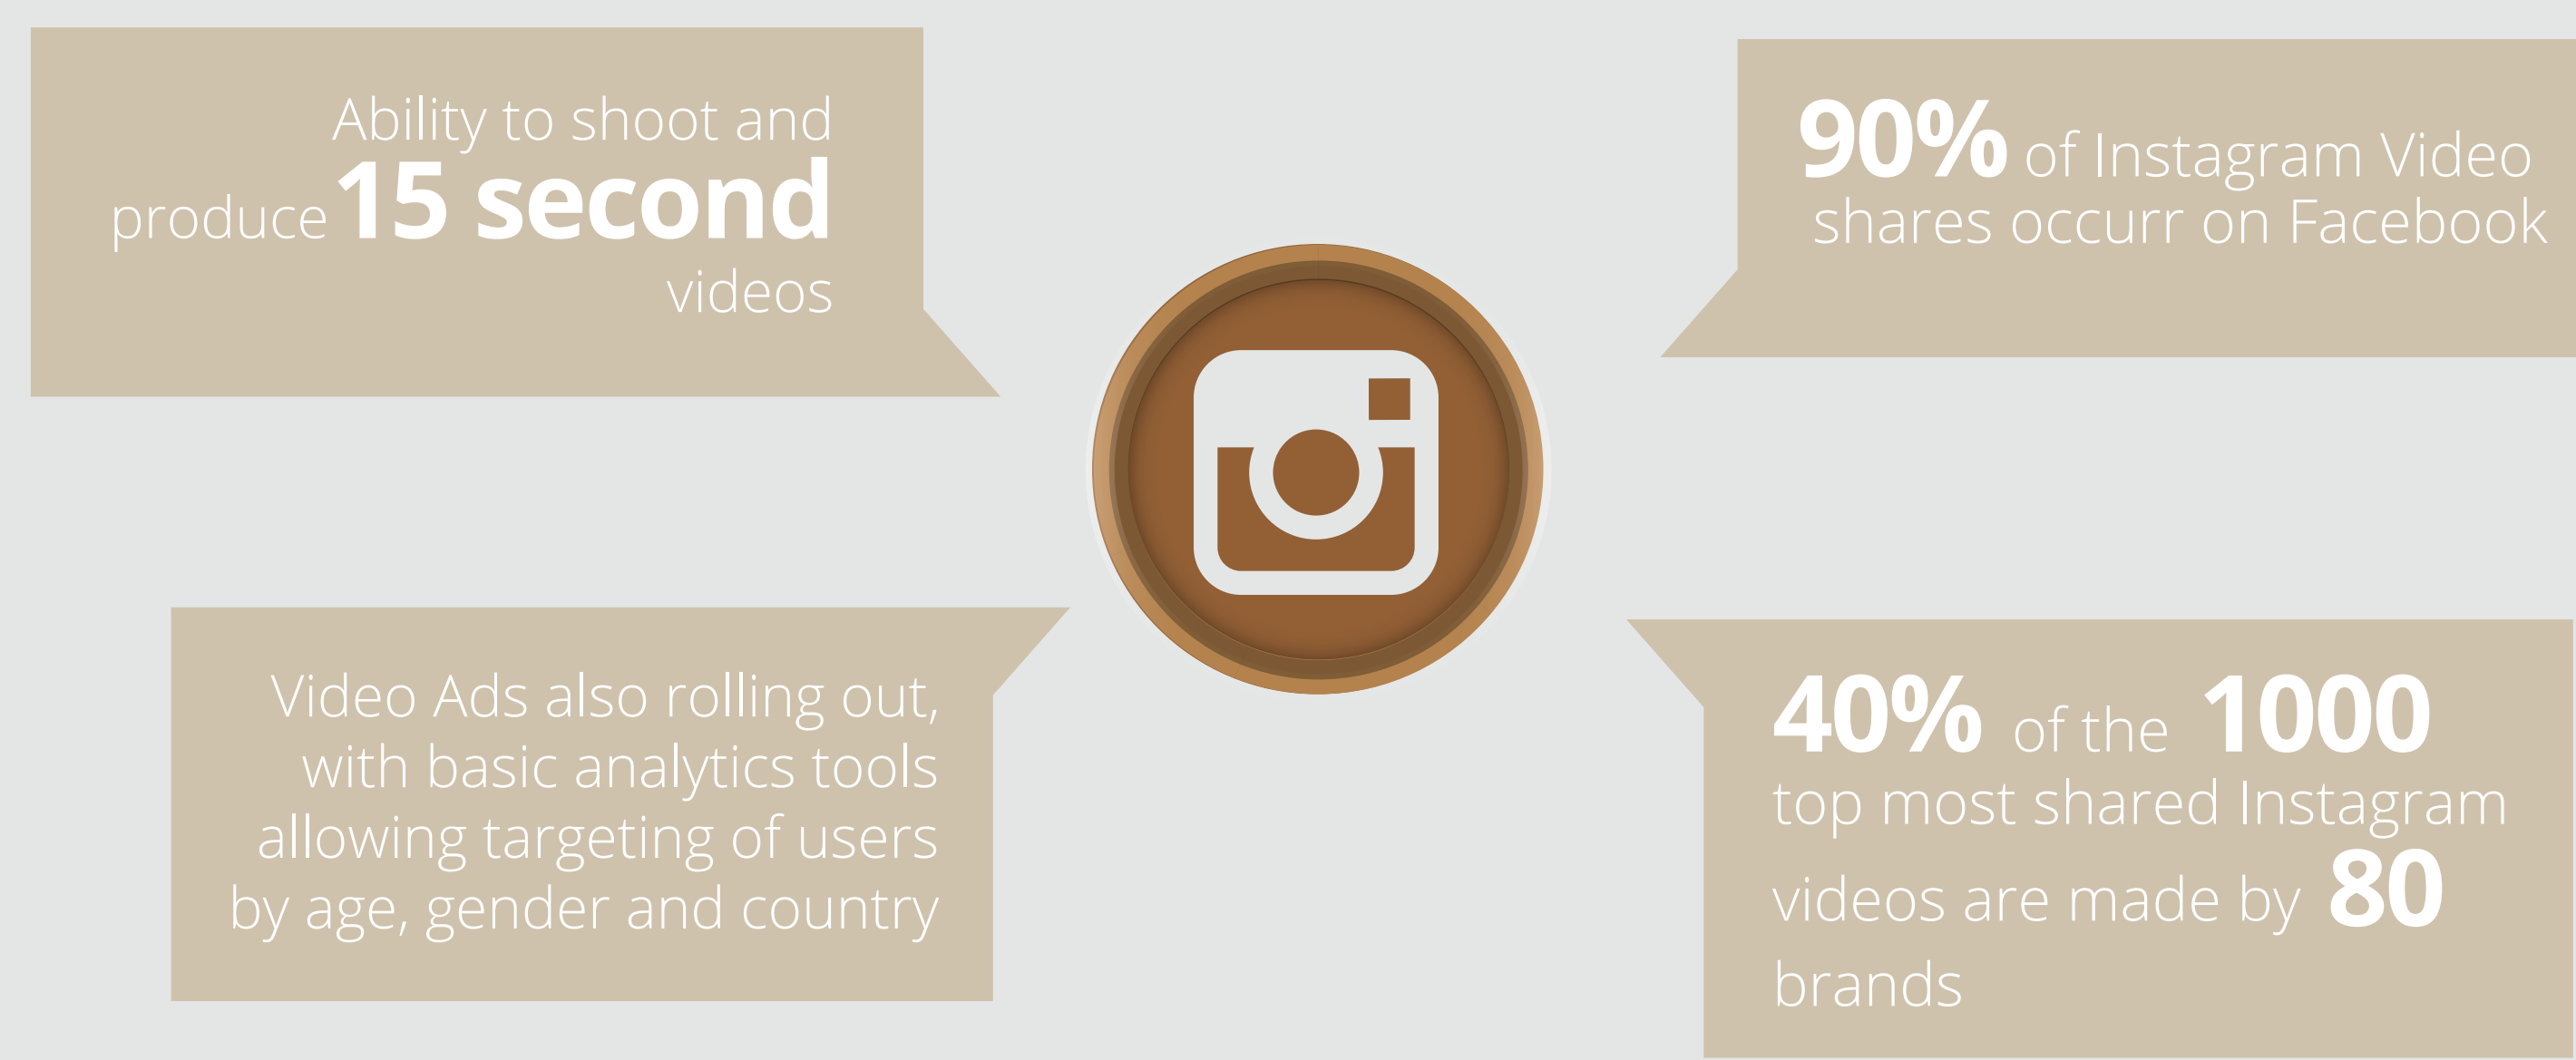 Ability to shoot and
produce 15 second
videos
90% of Instagram Video
shares occurr on Facebook
Video Ads also rolling out,
with basic analytics tools
allowing targeting of users
by age, gender and country
40% of the 1000
top most shared Instagram
videos are made by 80
brands